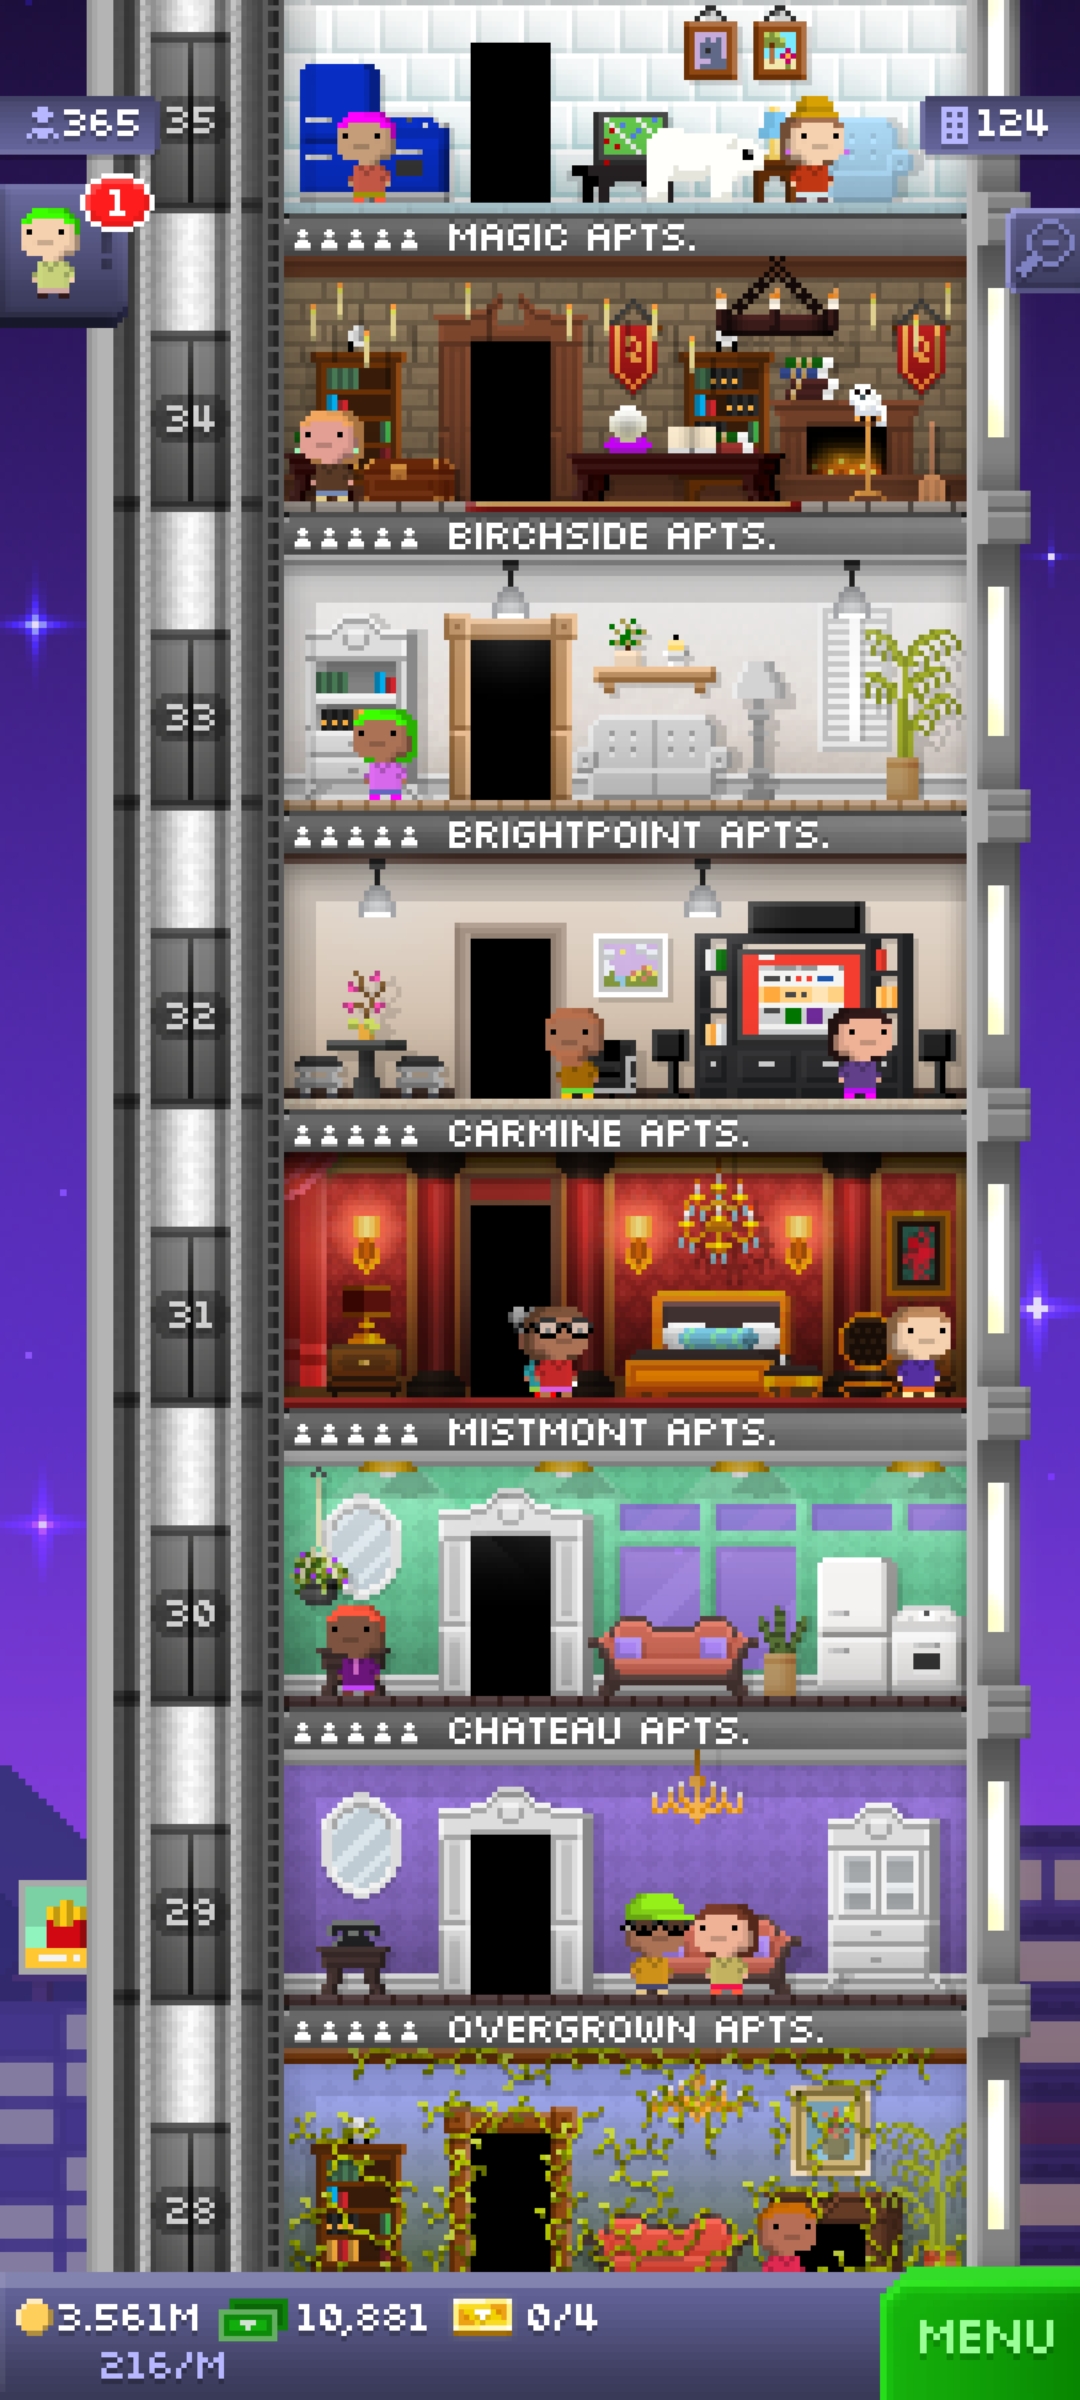 365
35
124
1
MAGIC APTS.
34
BIRCHSIDE APTS.
33
BRIGHTPOINT APTS.
32
CARMINE APTS.
31
MISTMONT APTS.
30
CHATEAU APTS.
29
OVERGROWN APTS.
28
3.561M
10,881
0/4
MENU
216/M